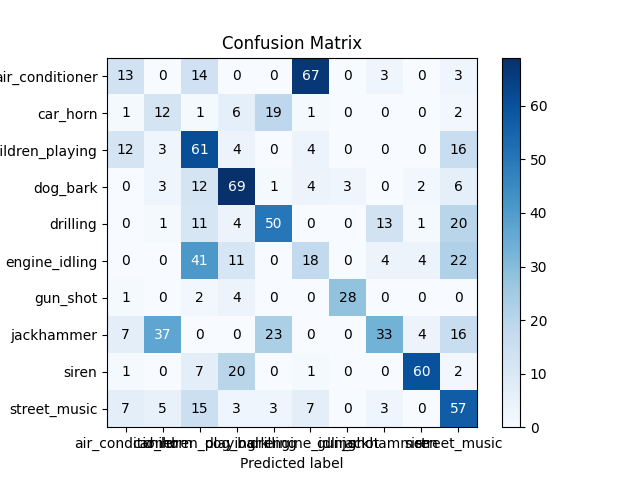 Confusion Matrix
air_conditioner 13 0 14 0 0 67 0 3 0 3
car_horn 1 12 1 6 19 1 0 0 0 2
ildren_playing 12 3 61 4 0 4 0 0 0 16
dog_bark 0 3 12 69 1 4 3 0 2 6
drilling 0 1 11 4 50 0 0 13 1 20
engine_idling 0 0 41 11 0 18 0 4 4 22
gun_shot 1 0 2 4 0 0 28 0 0 0
jackhammer 7 37 0 0 23 0 0 33 4 16
siren 1 0 7 20 0 1 0 0 60 2
street_music 7 5 15 3 3 7 0 3 0 57
street_music
Predicted label
60
50
40
30
20
10
0